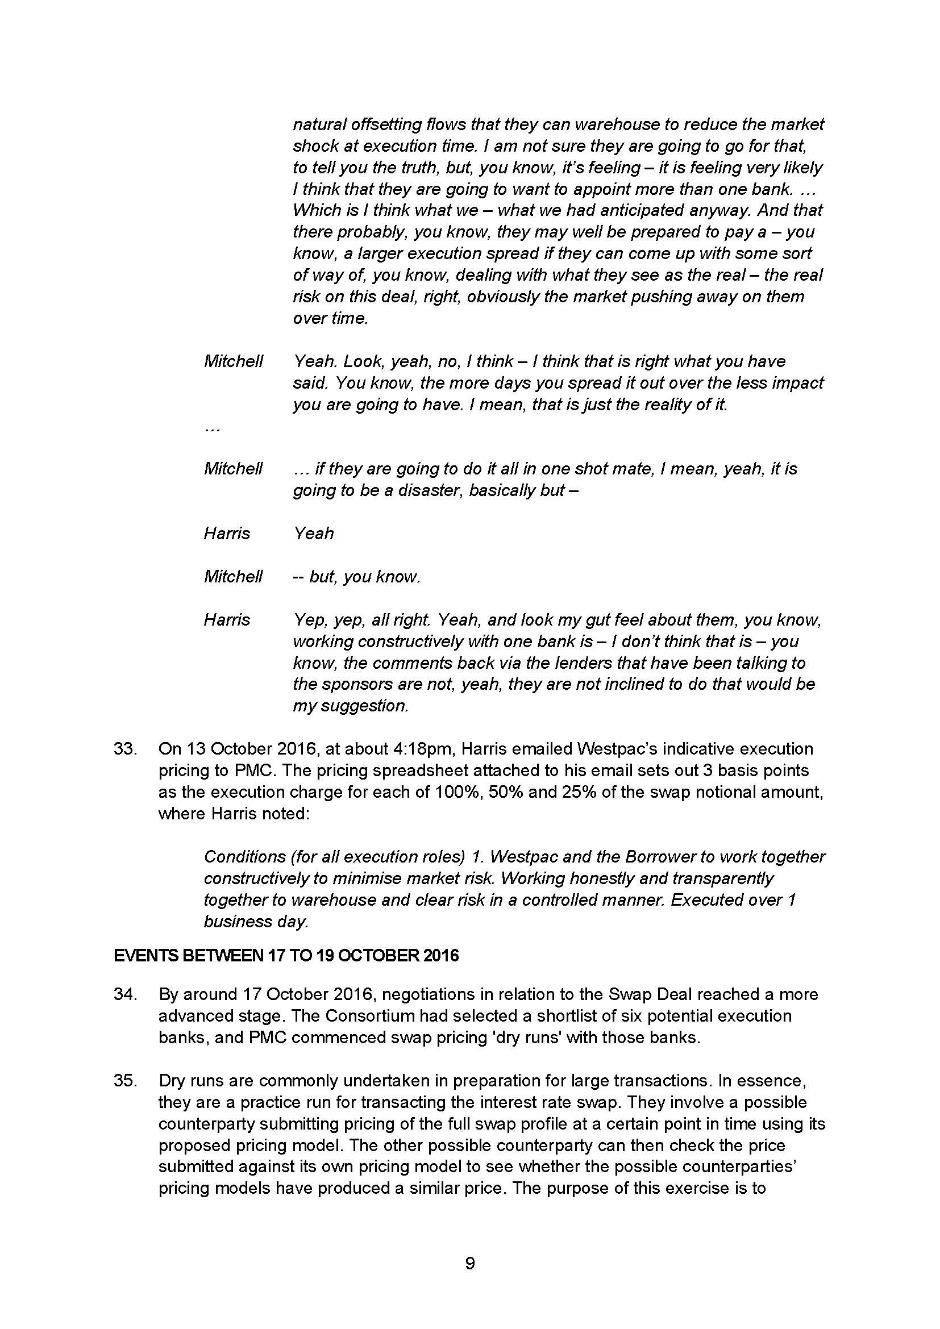 natural offsetting flows that they can warehouse to reduce the market
shock at execution time. I am not sure they are going to go for that,
to tell you the truth, but, you know, it's feeling – it is feeling very likely
I think that they are going to want to appoint more than one bank. …
Which is I think what we – what we had anticipated anyway. And that
there probably, you know, they may well be prepared to pay a – you
know, a larger execution spread if they can come up with some sort
of way of, you know, dealing with what they see as the real – the real
risk on this deal, right, obviously the market pushing away on them
over time.
Mitchell Yeah. Look, yeah, no, I think – I think that is right what you have
said. You know, the more days you spread it out over the less impact
you are going to have. I mean, that is just the reality of it.
…
Mitchell … if they are going to do it all in one shot mate, I mean, yeah, it is
going to be a disaster, basically but –
Harris Yeah
Mitchell -- but, you know.
Harris Yep, yep, all right. Yeah, and look my gut feel about them, you know,
working constructively with one bank is – I don't think that is – you
know, the comments back via the lenders that have been talking to
the sponsors are not, yeah, they are not inclined to do that would be
my suggestion.
33. On 13 October 2016, at about 4:18pm, Harris emailed Westpac's indicative execution
pricing to PMC. The pricing spreadsheet attached to his email sets out 3 basis points
as the execution charge for each of 100%, 50% and 25% of the swap notional amount,
where Harris noted:
Conditions (for all execution roles) 1. Westpac and the Borrower to work together
constructively to minimise market risk. Working honestly and transparently
together to warehouse and clear risk in a controlled manner. Executed over 1
business day.
EVENTS BETWEEN 17 TO 19 OCTOBER 2016
34. By around 17 October 2016, negotiations in relation to the Swap Deal reached a more
advanced stage. The Consortium had selected a shortlist of six potential execution
banks, and PMC commenced swap pricing 'dry runs' with those banks.
35. Dry runs are commonly undertaken in preparation for large transactions. In essence,
they are a practice run for transacting the interest rate swap. They involve a possible
counterparty submitting pricing of the full swap profile at a certain point in time using its
proposed pricing model. The other possible counterparty can then check the price
submitted against its own pricing model to see whether the possible counterparties'
pricing models have produced a similar price. The purpose of this exercise is to
9